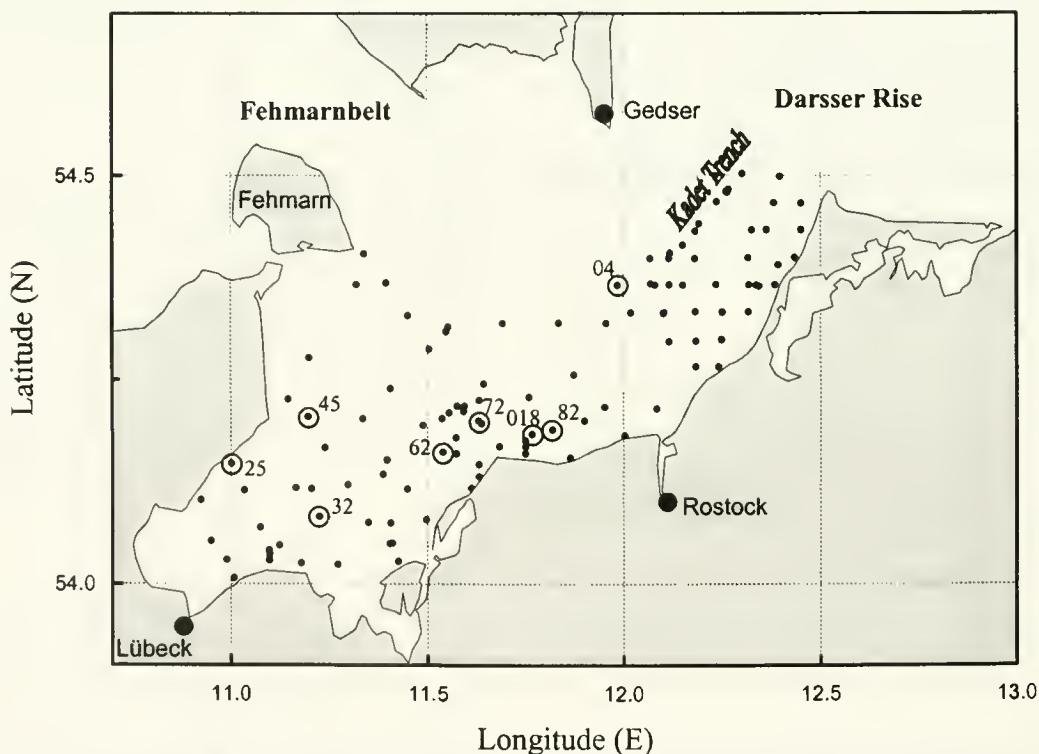 Fehmarnbelt
Gedser
Darsser Rise
Kadet Trench
Fehmarn
04
45
72
018
82
62
25
32
Rostock
Lübeck
54.5
54.0
Latitude (N)
11.0
11.5
12.0
12.5
13.0
Longitude (E)